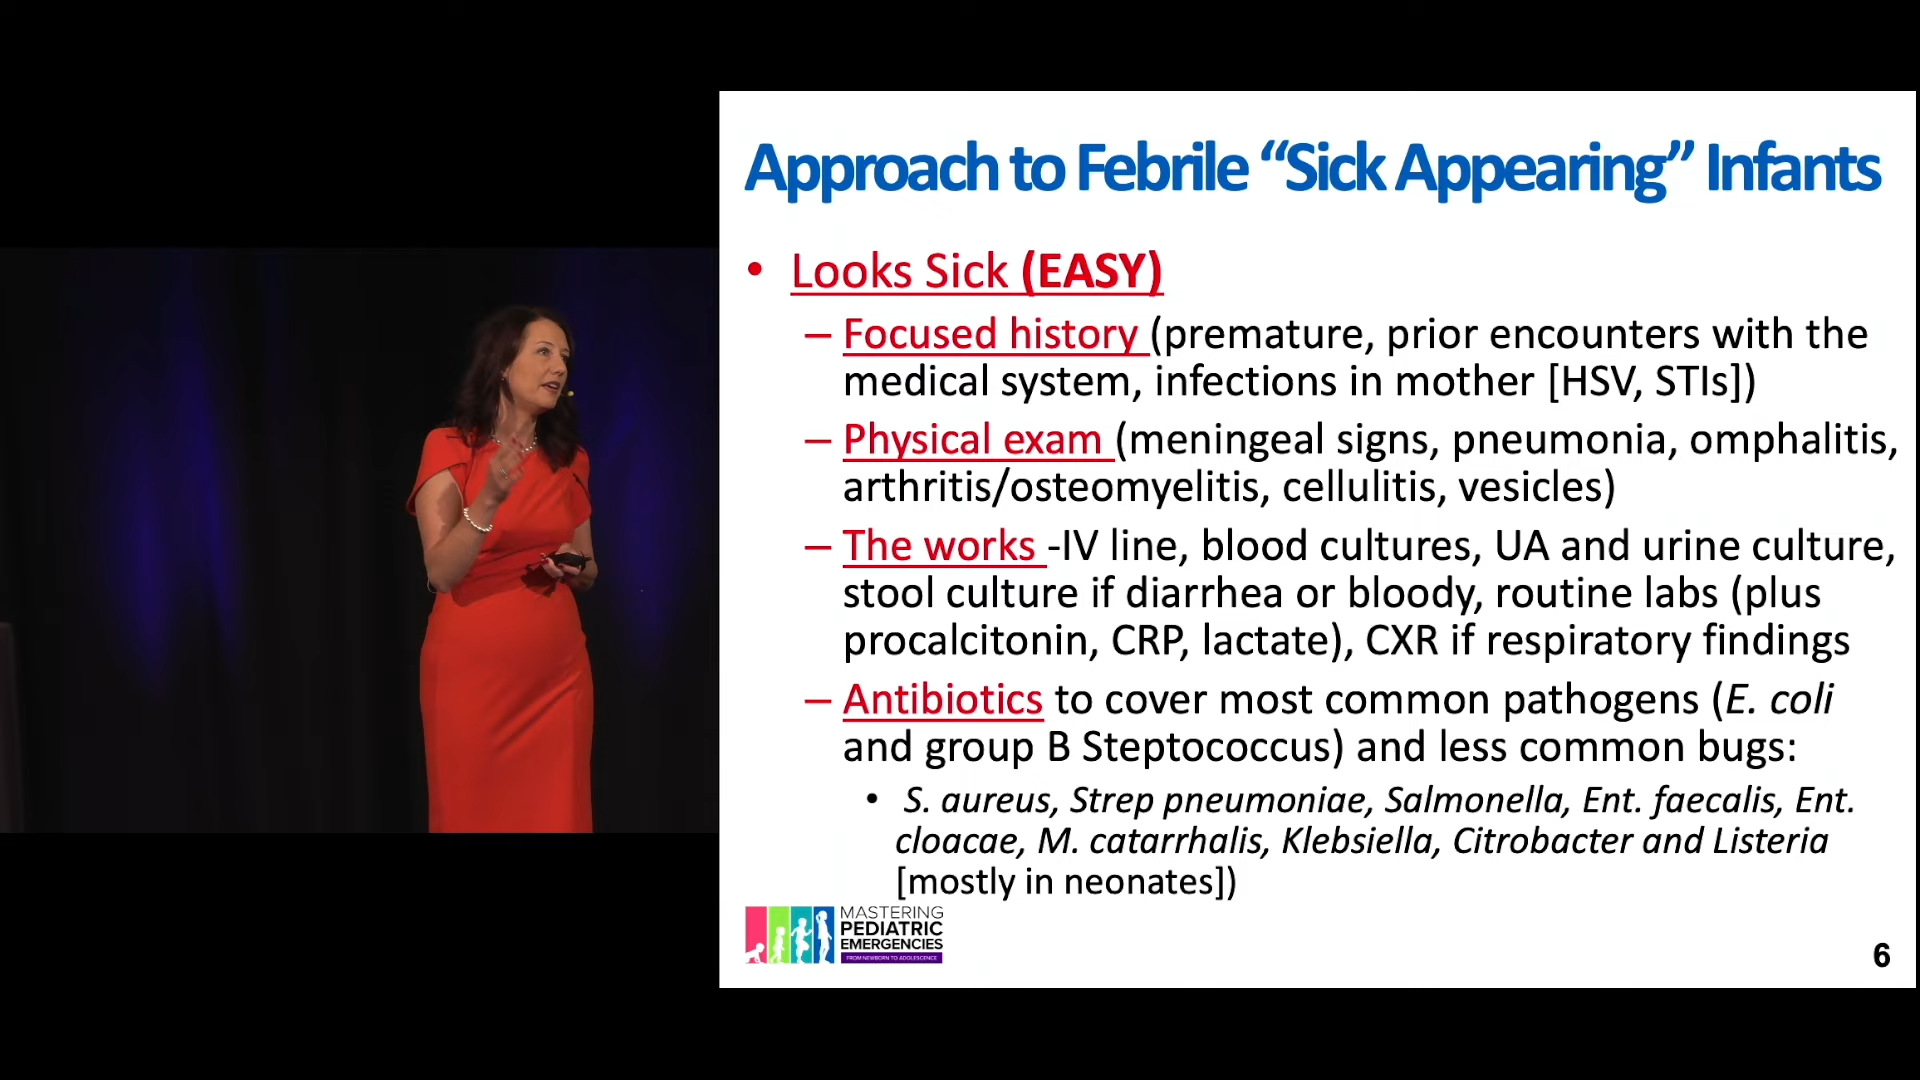 Approach to Febrile “Sick Appearing” Infants
• Looks Sick (EASY)
– Focused history (premature, prior encounters with the
medical system, infections in mother [HSV, STIs])
– Physical exam (meningeal signs, pneumonia, omphalitis,
arthritis/osteomyelitis, cellulitis, vesicles)
– The works -IV line, blood cultures, UA and urine culture,
stool culture if diarrhea or bloody, routine labs (plus
procalcitonin, CRP, lactate), CXR if respiratory findings
– Antibiotics to cover most common pathogens (E. coli
and group B Steptococcus) and less common bugs:
• S. aureus, Strep pneumoniae, Salmonella, Ent. faecalis, Ent.
cloacae, M. catarrhalis, Klebsiella, Citrobacter and Listeria
[mostly in neonates])
MASTERING
PEDIATRIC
EMERGENCIES
FROM NEWBORN TO ADOLESCENCE
6